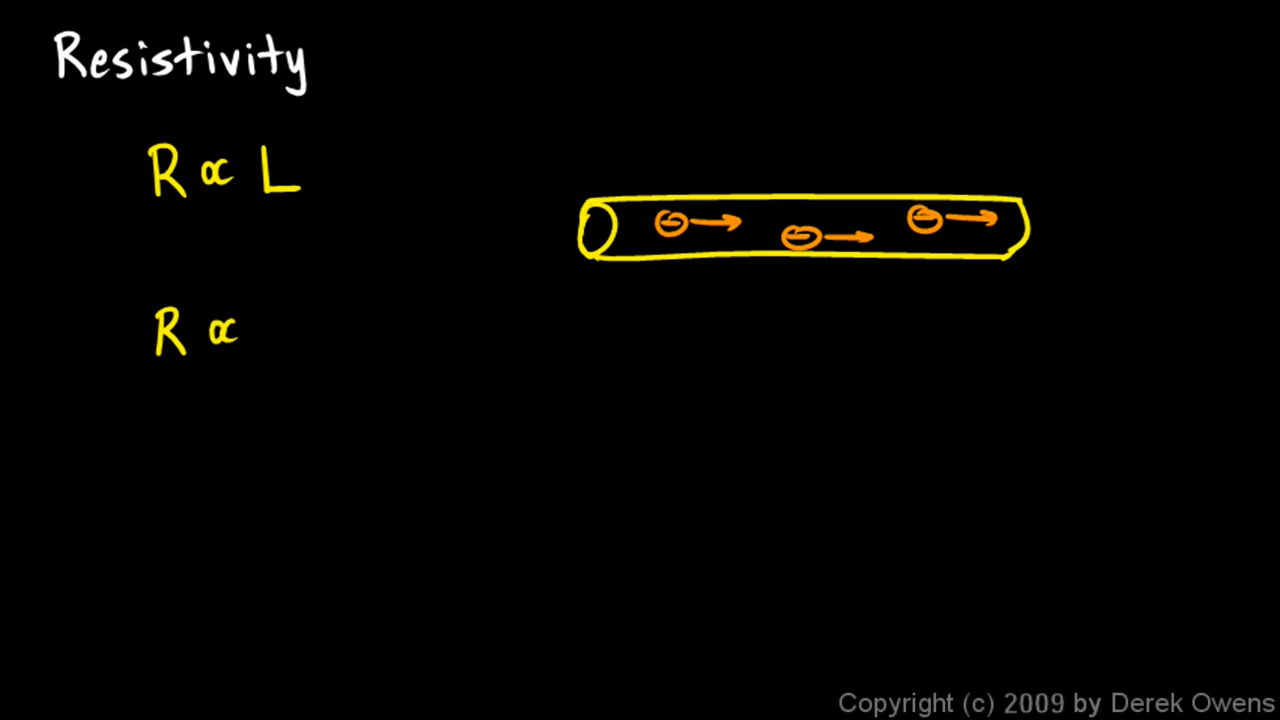 Resistivity
R ∝ L
⊖ → ⊖ → ⊖ →
R ∝
Copyright (c) 2009 by Derek Owens